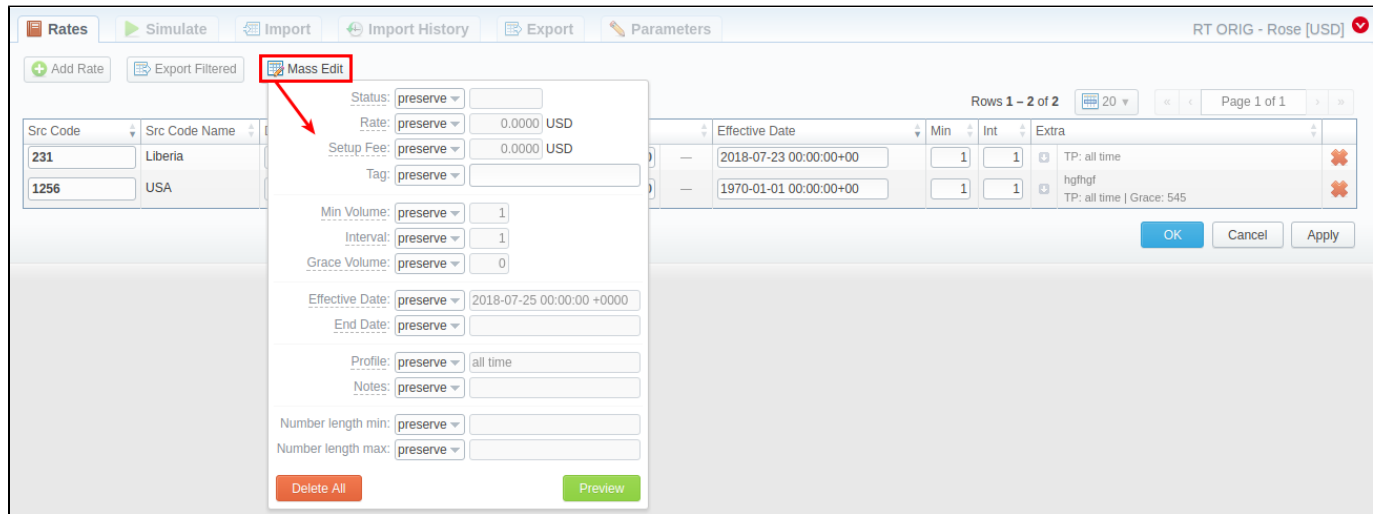 Rates Simulate Import Import History Export Parameters RT ORIG - Rose [USD]
Add Rate Export Filtered Mass Edit
Rows 1 – 2 of 2 20 « ‹ Page 1 of 1 › »
Src Code Src Code Name Effective Date Min Int Extra
231 Liberia — 2018-07-23 00:00:00+00 1 1 TP: all time
1256 USA — 1970-01-01 00:00:00+00 1 1 hgfhgf
TP: all time | Grace: 545
OK Cancel Apply
Status: preserve
Rate: preserve 0.0000 USD
Setup Fee: preserve 0.0000 USD
Tag: preserve
Min Volume: preserve 1
Interval: preserve 1
Grace Volume: preserve 0
Effective Date: preserve 2018-07-25 00:00:00 +0000
End Date: preserve
Profile: preserve all time
Notes: preserve
Number length min: preserve
Number length max: preserve
Delete All Preview